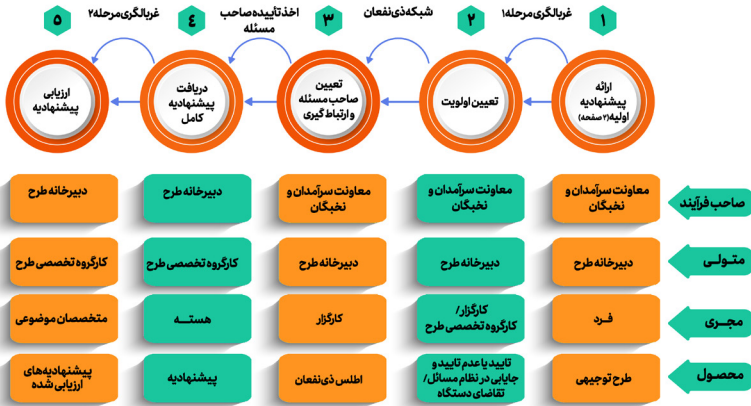 ۱
غربالگری مرحله۱
۲
شبکه ذی نفعان
۳
اخذ تاییده صاحب
مسئله
۴
غربالگری مرحله۲
۵
ارائه
پیشنهادیه
اولیه(۲ صفحه)
تعیین اولویت
تعیین
صاحب مسئله
و ارتباط گیری
دریافت
پیشنهادیه
کامل
ارزیابی
پیشنهادیه
صاحب فرآیند
معاونت سرآمدان و
نخبگان
معاونت سرآمدان و
نخبگان
معاونت سرآمدان و
نخبگان
دبیرخانه طرح
دبیرخانه طرح
متولی
دبیرخانه طرح
دبیرخانه طرح
دبیرخانه طرح
کارگروه تخصصی طرح
کارگروه تخصصی طرح
مجری
فرد
کارگزار/
کارگروه تخصصی طرح
کارگزار
هسته
متخصصان موضوعی
محصول
طرح توجیهی
تایید یا عدم تایید و
جایابی در نظام مسائل/
تقاضای دستگاه
اطلس ذی نفعان
پیشنهادیه
پیشنهادیه‌های
ارزیابی شده